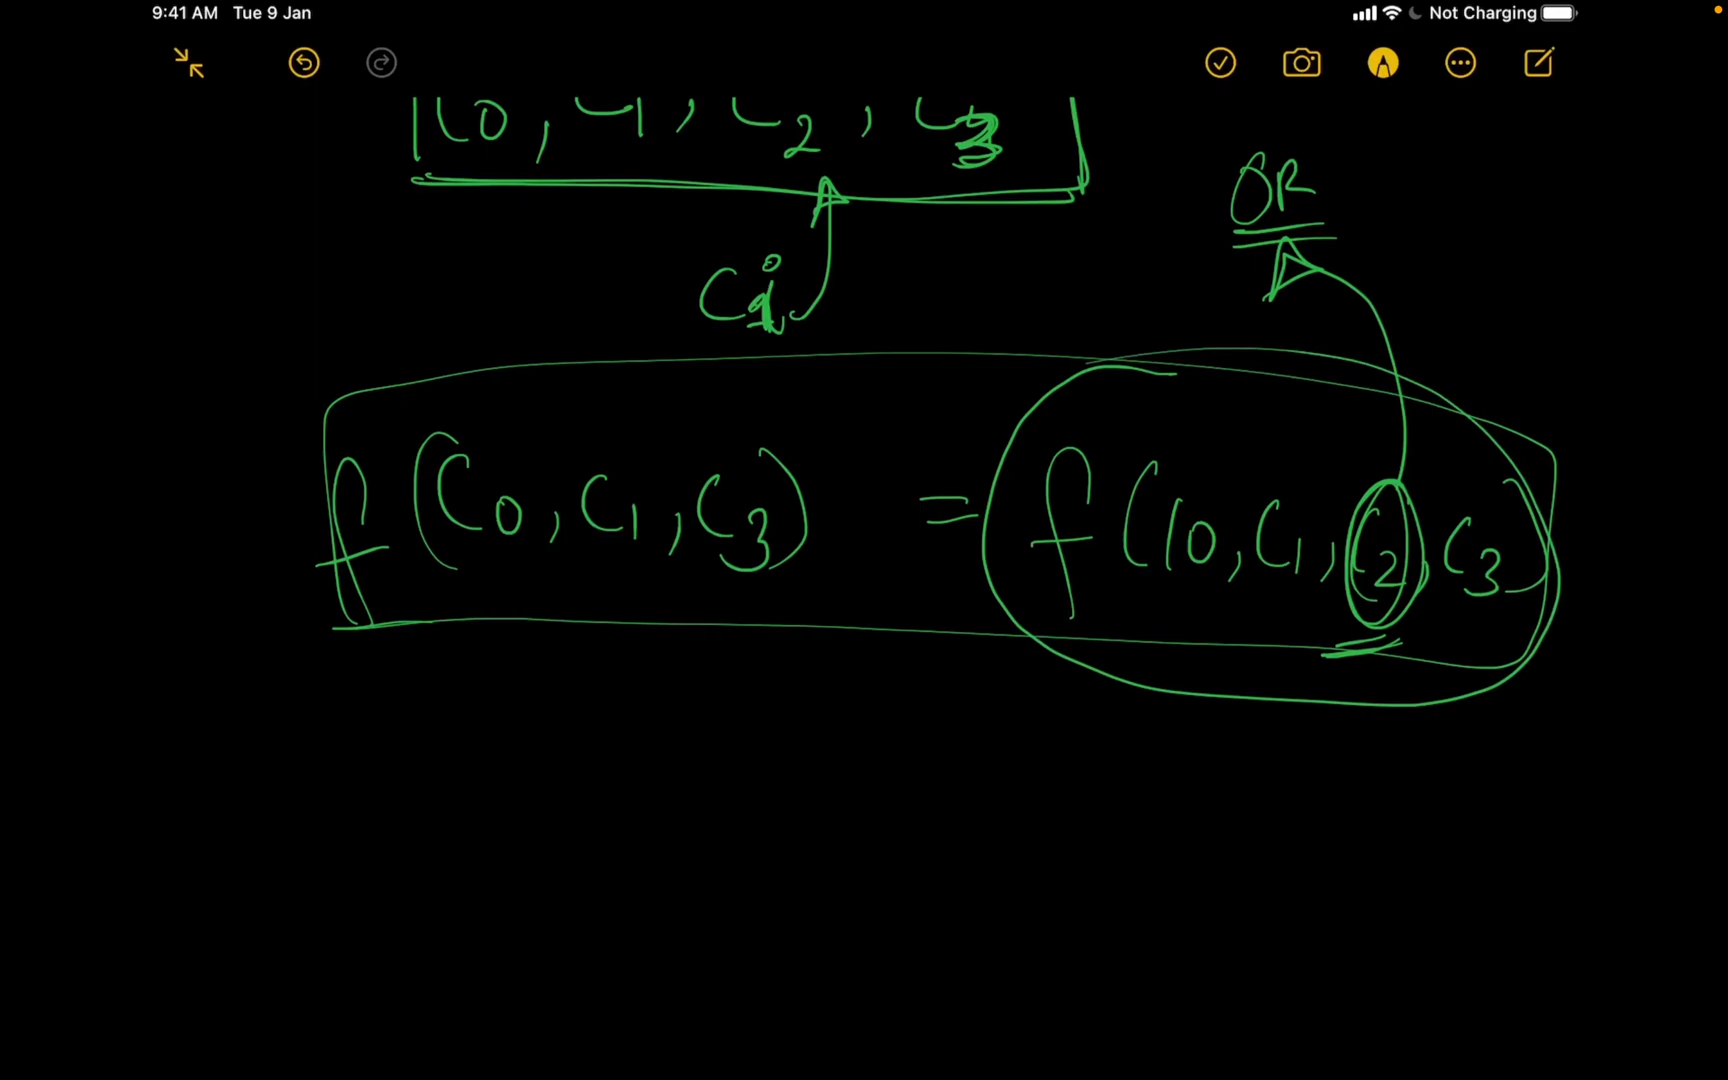 9:41 AM Tue 9 Jan Not Charging
C0, C1, C2, C3
OR
Ci
f(C0, C1, C3) = f(C0, C1, C2, C3)